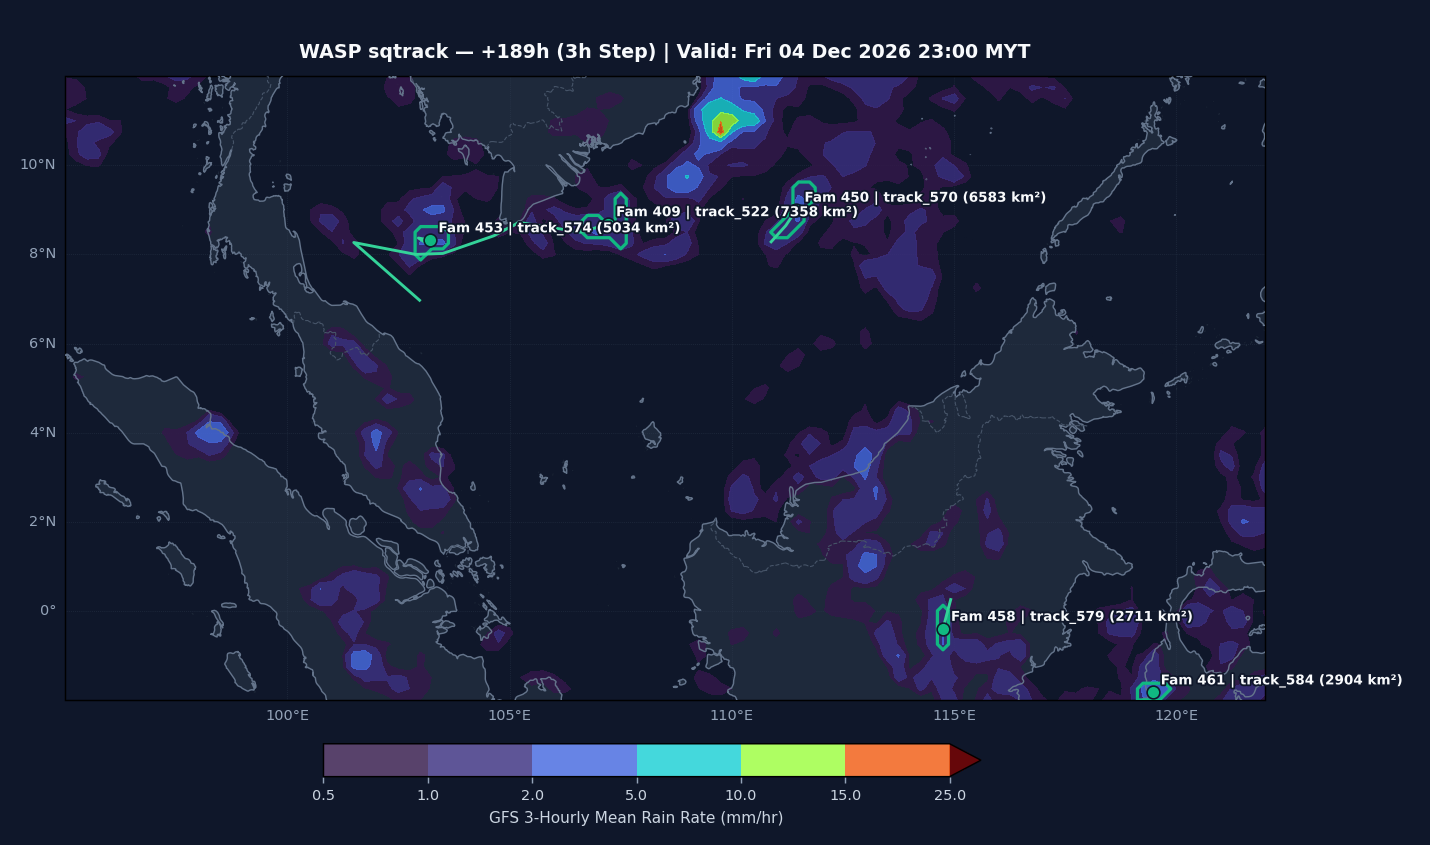 WASP sqtrack — +189h (3h Step) | Valid: Fri 04 Dec 2026 23:00 MYT
10°N
8°N
6°N
4°N
2°N
0°
Fam 450 | track_570 (6583 km²)
Fam 409 | track_522 (7358 km²)
Fam 453 | track_574 (5034 km²)
Fam 458 | track_579 (2711 km²)
Fam 461 | track_584 (2904 km²)
100°E 105°E 110°E 115°E 120°E
0.5 1.0 2.0 5.0 10.0 15.0 25.0
GFS 3-Hourly Mean Rain Rate (mm/hr)